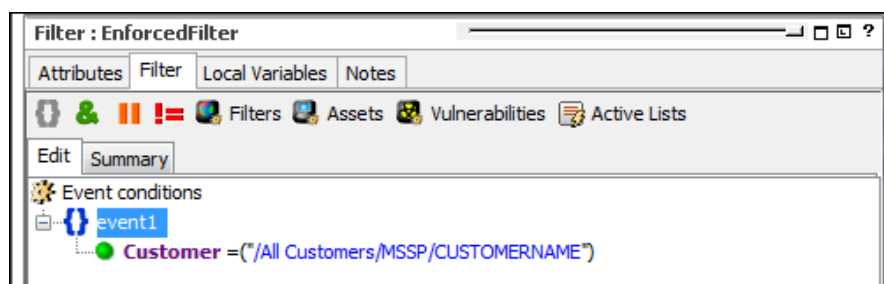 Filter : EnforcedFilter ?
Attributes Filter Local Variables Notes
{} & || != Filters Assets Vulnerabilities Active Lists
Edit Summary
Event conditions
{} event1
Customer =("/All Customers/MSSP/CUSTOMERNAME")